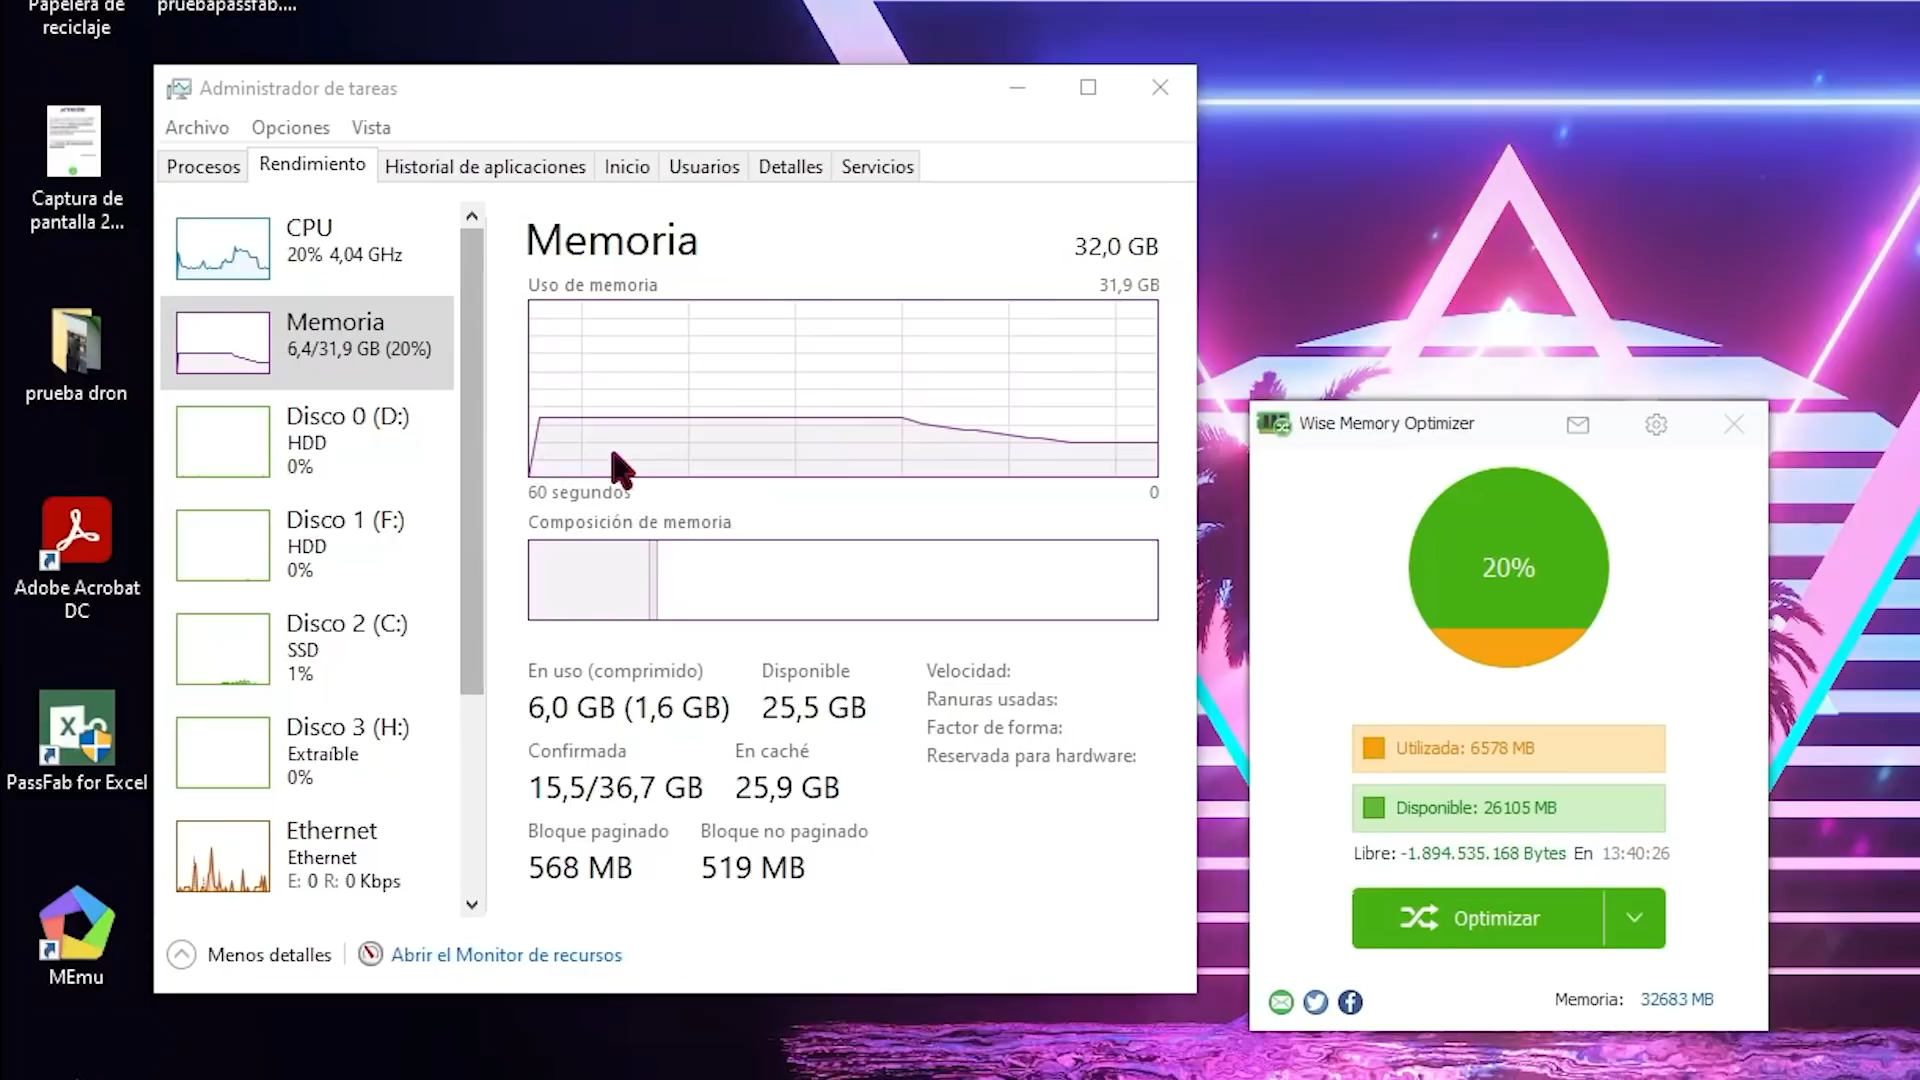 Papelera de
reciclaje
pruebapassfab....
Captura de
pantalla 2...
prueba dron
Adobe Acrobat
DC
PassFab for Excel
MEmu
Administrador de tareas
Archivo Opciones Vista
Procesos Rendimiento Historial de aplicaciones Inicio Usuarios Detalles Servicios
CPU
20% 4,04 GHz
Memoria
6,4/31,9 GB (20%)
Disco 0 (D:)
HDD
0%
Disco 1 (F:)
HDD
0%
Disco 2 (C:)
SSD
1%
Disco 3 (H:)
Extraíble
0%
Ethernet
Ethernet
E: 0 R: 0 Kbps
Memoria 32,0 GB
Uso de memoria 31,9 GB
60 segundos 0
Composición de memoria
En uso (comprimido) Disponible
6,0 GB (1,6 GB) 25,5 GB
Confirmada En caché
15,5/36,7 GB 25,9 GB
Bloque paginado Bloque no paginado
568 MB 519 MB
Velocidad:
Ranuras usadas:
Factor de forma:
Reservada para hardware:
Menos detalles Abrir el Monitor de recursos
Wise Memory Optimizer
20%
Utilizada: 6578 MB
Disponible: 26105 MB
Libre: -1.894.535.168 Bytes En 13:40:26
Optimizar
Memoria: 32683 MB